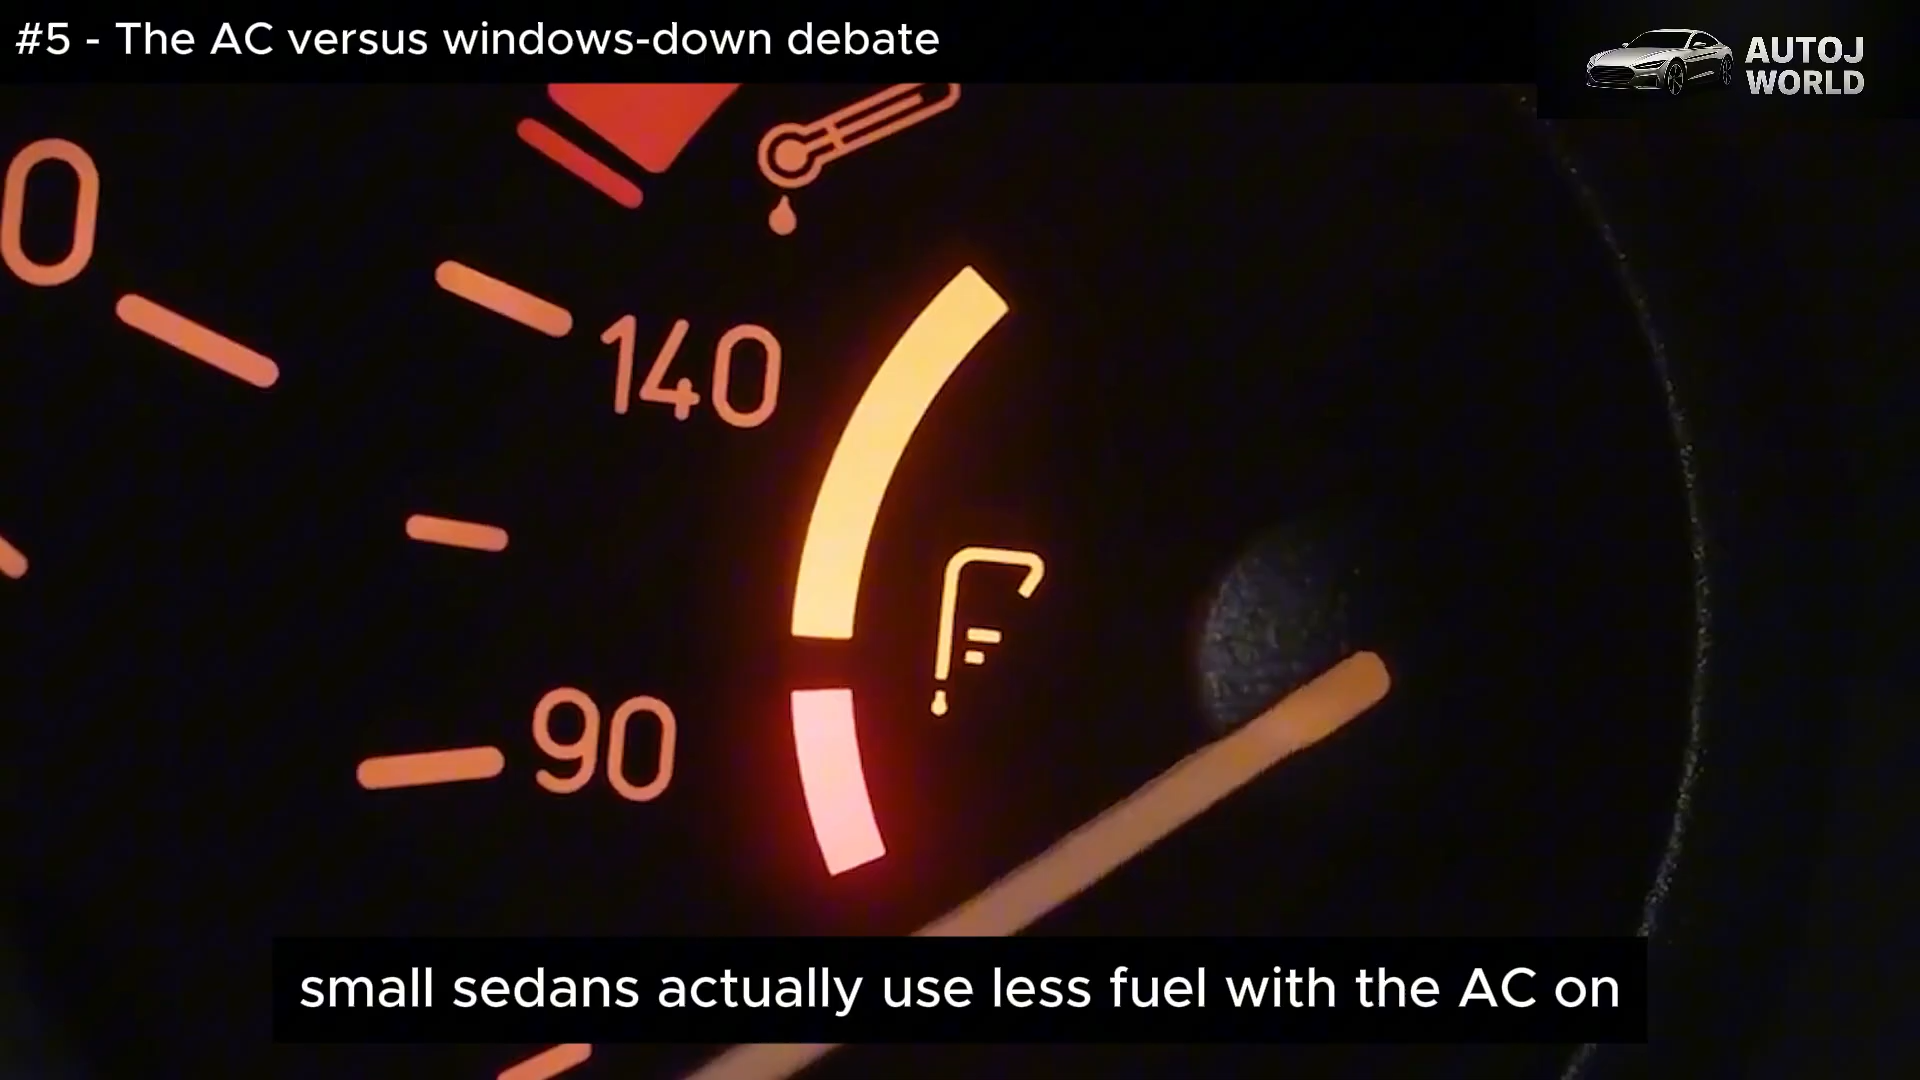 #5 - The AC versus windows-down debate
AUTOJ
WORLD
0
140
90
small sedans actually use less fuel with the AC on